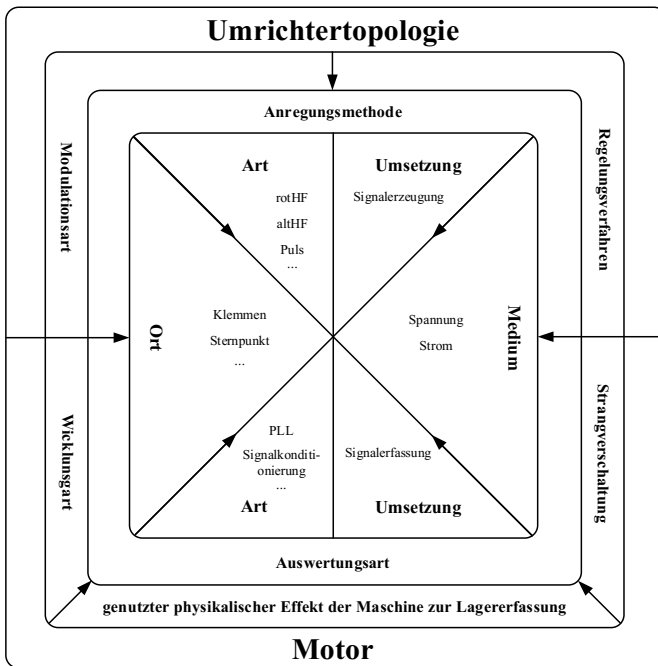 Umrichtertopologie
Anregungsmethode
Modulationsart
Regelungsverfahren
Art
Umsetzung
rotHF
altHF
Puls
...
Signalerzeugung
Ort
Klemmen
Sternpunkt
...
Spannung
Strom
Medium
Wicklunsgart
Strangverschaltung
PLL
Signalkonditi-
onierung
...
Signalerfassung
Art
Umsetzung
Auswertungsart
genutzter physikalischer Effekt der Maschine zur Lagererfassung
Motor